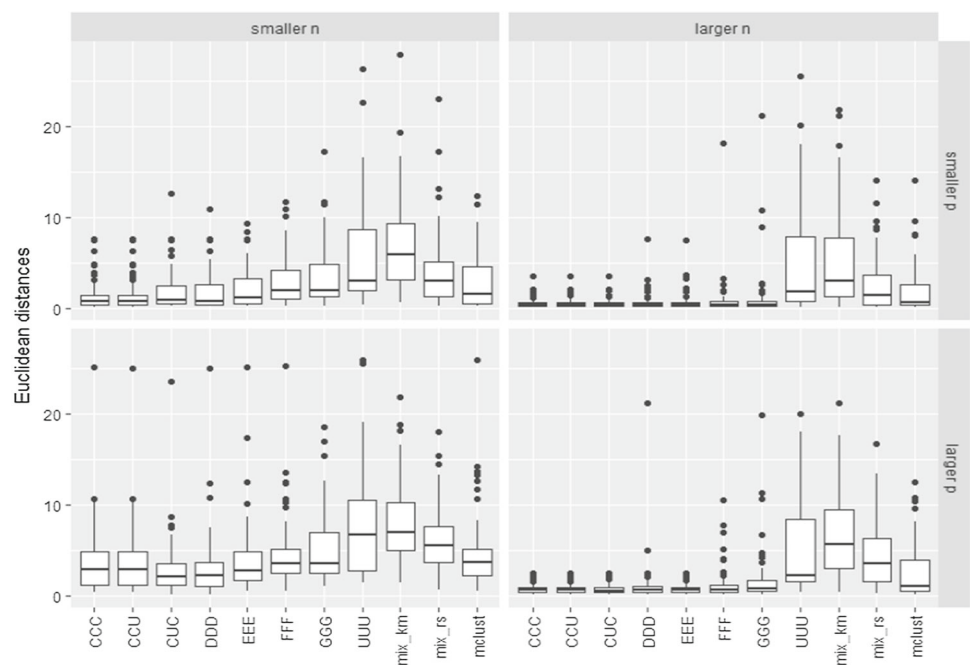 smaller n
larger n
20
10
0
smaller p
Euclidean distances
20
10
0
larger p
CCC
CCU
CUC
DDD
EEE
FFF
GGG
UUU
mix_km
mix_rs
mclust
CCC
CCU
CUC
DDD
EEE
FFF
GGG
UUU
mix_km
mix_rs
mclust